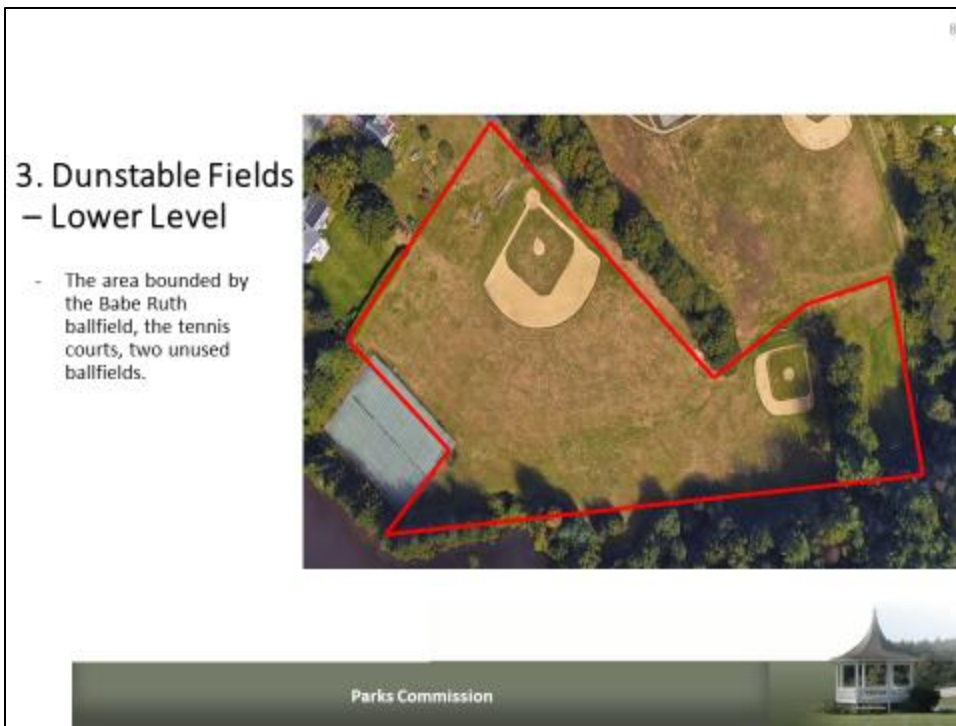 3. Dunstable Fields
– Lower Level
- The area bounded by
the Babe Ruth
ballfield, the tennis
courts, two unused
ballfields.
Parks Commission